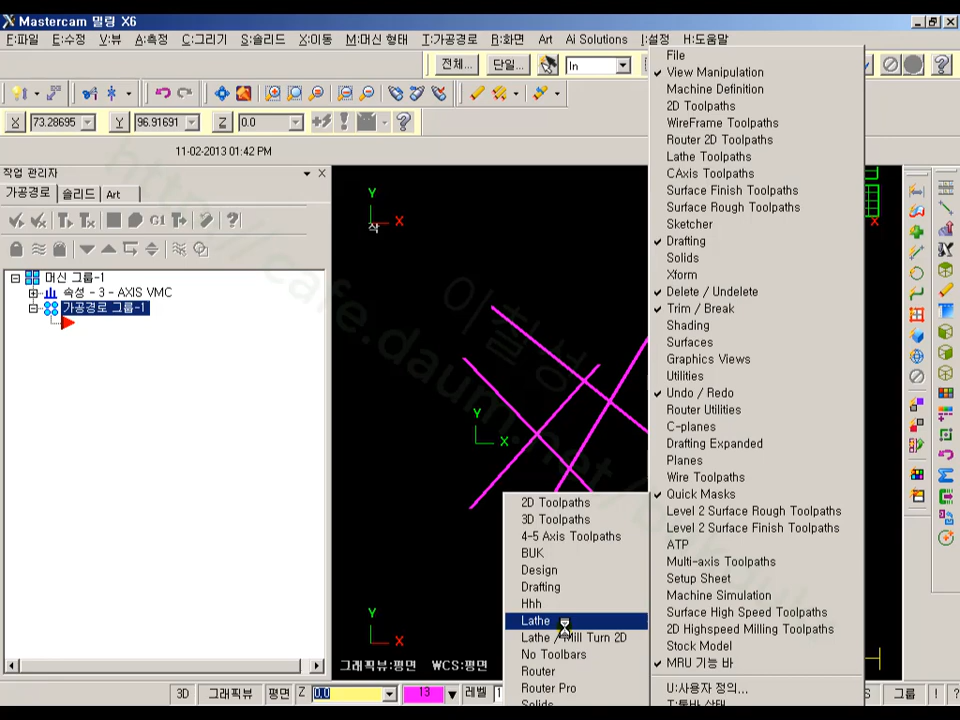 Mastercam 밀링 X6
F:파일 E:수정 V:뷰 A:측정 C:그리기 S:솔리드 X:이동 M:머신 형태 T:가공경로 R:화면 Art Ai Solutions I:설정 H:도움말
전체... 단일... In
X 73.28695 Y 96.91691 Z 0.0
11-02-2013 01:42 PM
작업 관리자
가공경로 솔리드 Art
G1
머신 그룹-1
속성 - 3 - AXIS VMC
가공경로 그룹-1
Y
X
Y
X
Y
X
X
그래픽뷰:평면 WCS:평면
File
View Manipulation
Machine Definition
2D Toolpaths
WireFrame Toolpaths
Router 2D Toolpaths
Lathe Toolpaths
CAxis Toolpaths
Surface Finish Toolpaths
Surface Rough Toolpaths
Sketcher
Drafting
Solids
Xform
Delete / Undelete
Trim / Break
Shading
Surfaces
Graphics Views
Utilities
Undo / Redo
Router Utilities
C-planes
Drafting Expanded
Planes
Wire Toolpaths
Quick Masks
Level 2 Surface Rough Toolpaths
Level 2 Surface Finish Toolpaths
ATP
Multi-axis Toolpaths
Setup Sheet
Machine Simulation
Surface High Speed Toolpaths
2D Highspeed Milling Toolpaths
Stock Model
MRU 기능 바
U:사용자 정의...
T:툴바 상태
2D Toolpaths
3D Toolpaths
4-5 Axis Toolpaths
BUK
Design
Drafting
Hhh
Lathe
Lathe / Mill Turn 2D
No Toolbars
Router
Router Pro
Solids
3D 그래픽뷰 평면 Z 0.0 13 레벨 1 S 그룹 ! ?